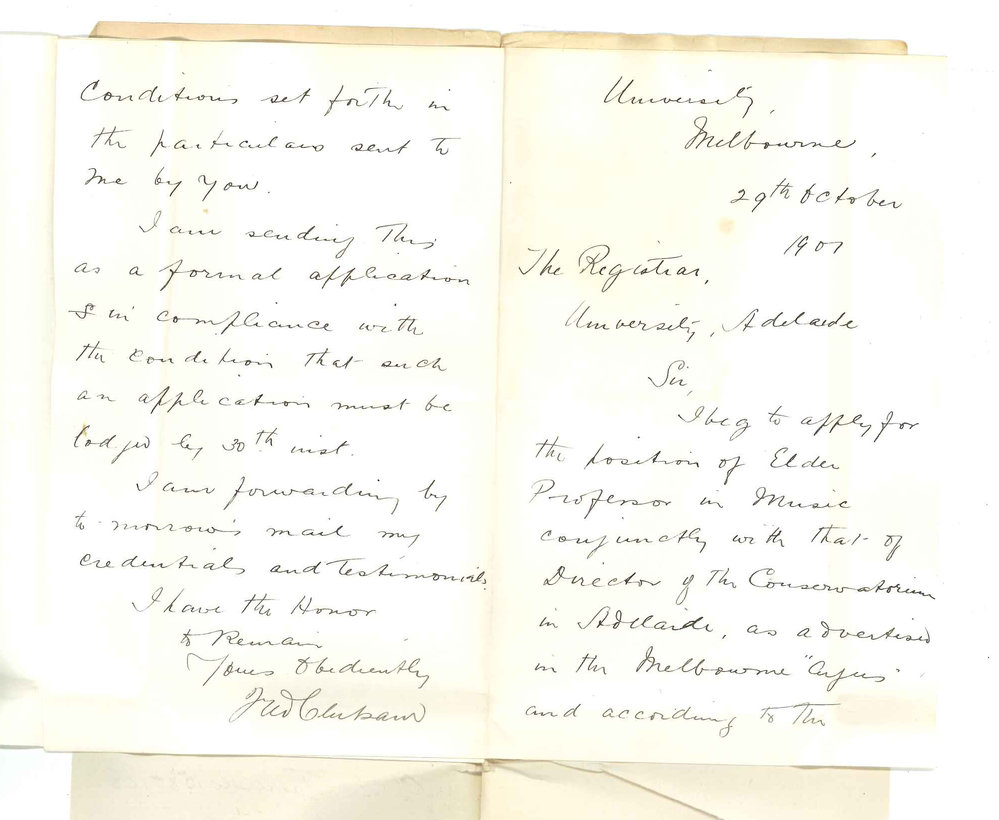 University,
Melbourne,
29th October
1901
The Registrar,
University, Adelaide
Sir,
I beg to apply for
the position of Elder
Professor in Music
conjunctly with that of
Director of the Conservatorium
in Adelaide, as advertised
in the Melbourne "Argus"
and according to the
Conditions set forth in
the particulars sent to
me by You.
I am sending this
as a formal application
& in compliance with
the condition that such
an application must be
lodged by 30th inst.
I am forwarding by
to-morrow's mail my
credentials and testimonials.
I have the Honor
to Remain
Yours Obediently